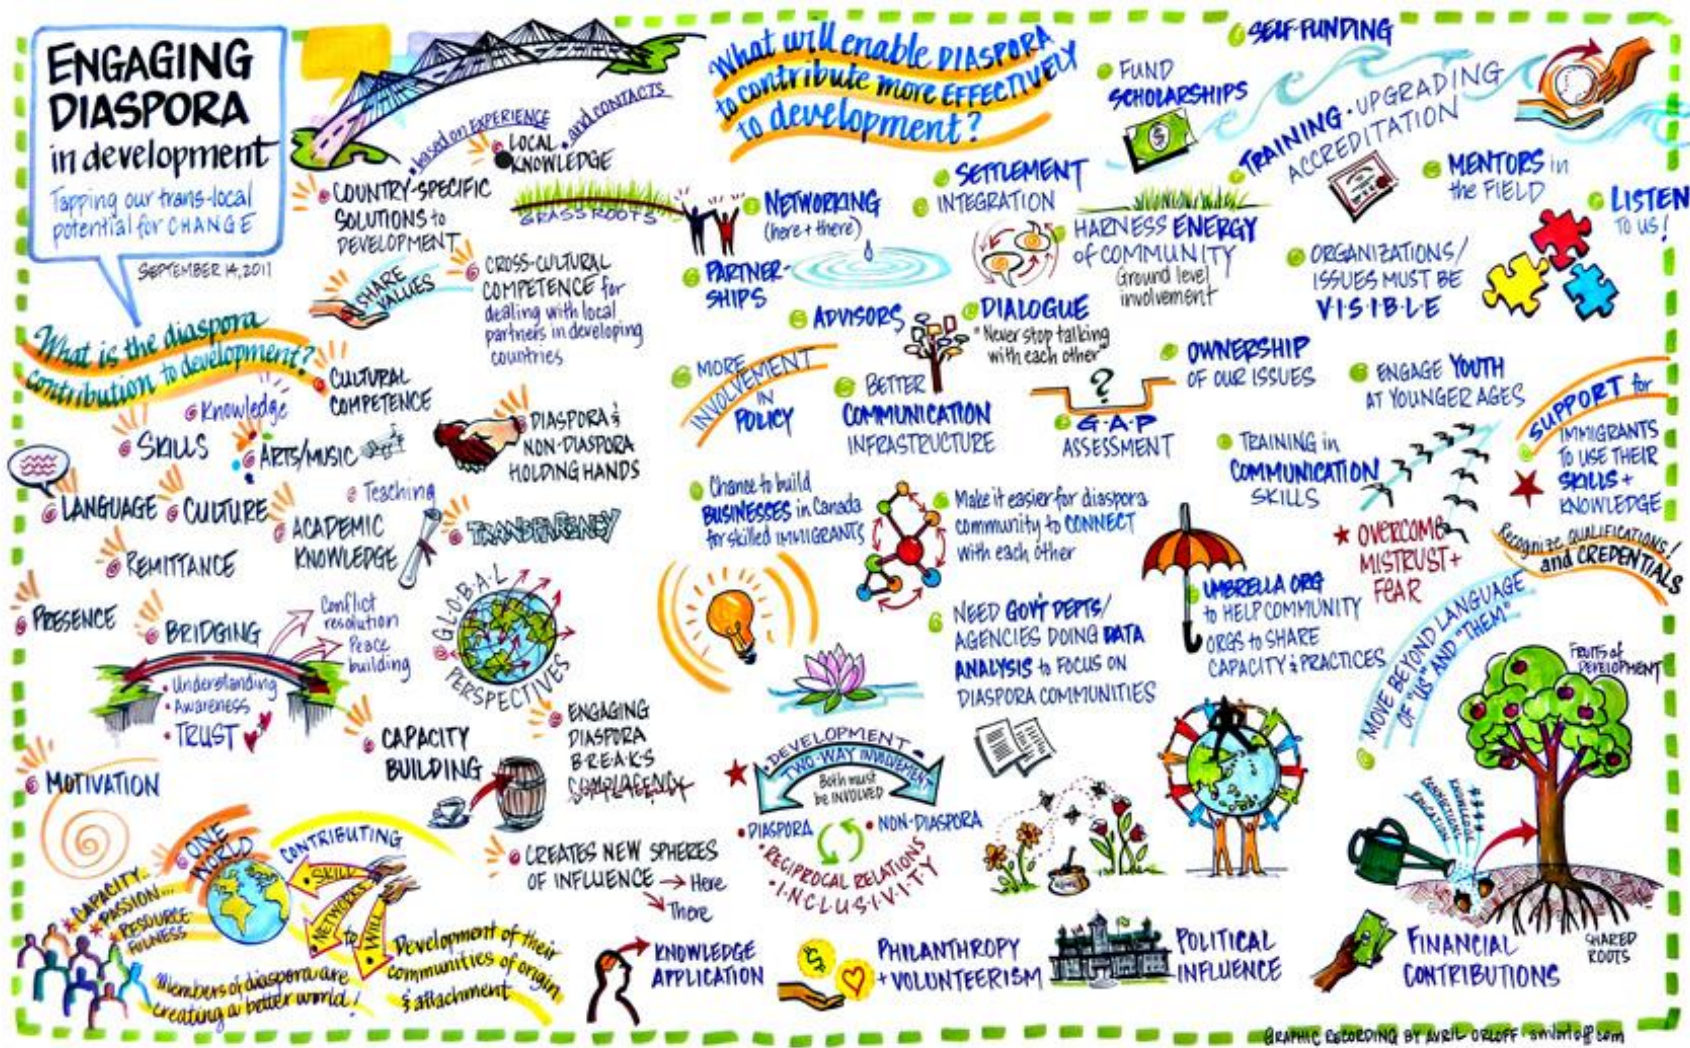 ENGAGING
DIASPORA
in development
Tapping our trans-local
potential for CHANGE
SEPTEMBER 14, 2011
What is the diaspora
contribution to development?
based on EXPERIENCE
and CONTACTS
LOCAL
KNOWLEDGE
COUNTRY-SPECIFIC
SOLUTIONS to
DEVELOPMENT
GRASSROOTS
SHARE
VALUES
CROSS-CULTURAL
COMPETENCE for
dealing with local
partners in developing
countries
CULTURAL
COMPETENCE
Knowledge
SKILLS
ARTS/MUSIC
DIASPORA &
NON-DIASPORA
HOLDING HANDS
LANGUAGE
CULTURE
Teaching
ACADEMIC
KNOWLEDGE
TRANSPARENCY
REMITTANCE
PRESENCE
BRIDGING
Conflict
resolution
Peace
building
Understanding
Awareness
TRUST
G·L·O·B·A·L
PERSPECTIVES
CAPACITY
BUILDING
ENGAGING
DIASPORA
B·R·E·A·K·S
COMPLACENCY
MOTIVATION
ONE
WORLD
CONTRIBUTING
SKILL
NETWORKS
to
WILL
CAPACITY...
PASSION...
RESOURCE-
FULNESS
Members of diaspora are
creating a better world!
Development of their
communities of origin
& attachment
CREATES NEW SPHERES
OF INFLUENCE → Here
There
What will enable DIASPORA
to contribute more EFFECTIVELY
to development?
SELF-FUNDING
FUND
SCHOLARSHIPS
$
TRAINING · UPGRADING
ACCREDITATION
MENTORS in
the FIELD
LISTEN
TO US!
NETWORKING
(here + there)
SETTLEMENT
INTEGRATION
PARTNER-
SHIPS
HARNESS ENERGY
of COMMUNITY
Ground level
involvement
ORGANIZATIONS/
ISSUES MUST BE
V·I·S·I·B·L·E
ADVISORS
DIALOGUE
"Never stop talking
with each other"
MORE
INVOLVEMENT
IN
POLICY
BETTER
COMMUNICATION
INFRASTRUCTURE
?
G·A·P
ASSESSMENT
OWNERSHIP
OF OUR ISSUES
ENGAGE YOUTH
AT YOUNGER AGES
SUPPORT for
IMMIGRANTS
TO USE THEIR
SKILLS +
KNOWLEDGE
TRAINING in
COMMUNICATION
SKILLS
Chance to build
BUSINESSES in Canada
for skilled IMMIGRANTS
Make it easier for diaspora
community to CONNECT
with each other
OVERCOME
MISTRUST +
FEAR
Recognize QUALIFICATIONS!
and CREDENTIALS
NEED GOV'T DEPTS/
AGENCIES DOING DATA
ANALYSIS to FOCUS ON
DIASPORA COMMUNITIES
UMBRELLA ORG
to HELP COMMUNITY
ORGS to SHARE
CAPACITY & PRACTICES
MOVE BEYOND LANGUAGE
OF "US" AND "THEM"
FRUITS of
DEVELOPMENT
DEVELOPMENT
TWO-WAY INVOLVEMENT
Both must
be INVOLVED
DIASPORA
NON-DIASPORA
RECIPROCAL RELATIONS
I·N·C·L·U·S·I·V·I·T·Y
EDUCATION
CONNECTIONS
KNOWLEDGE
$$$$
SHARED
ROOTS
KNOWLEDGE
APPLICATION
PHILANTHROPY
+ VOLUNTEERISM
POLITICAL
INFLUENCE
FINANCIAL
CONTRIBUTIONS
GRAPHIC RECORDING BY AVRIL ORLOFF